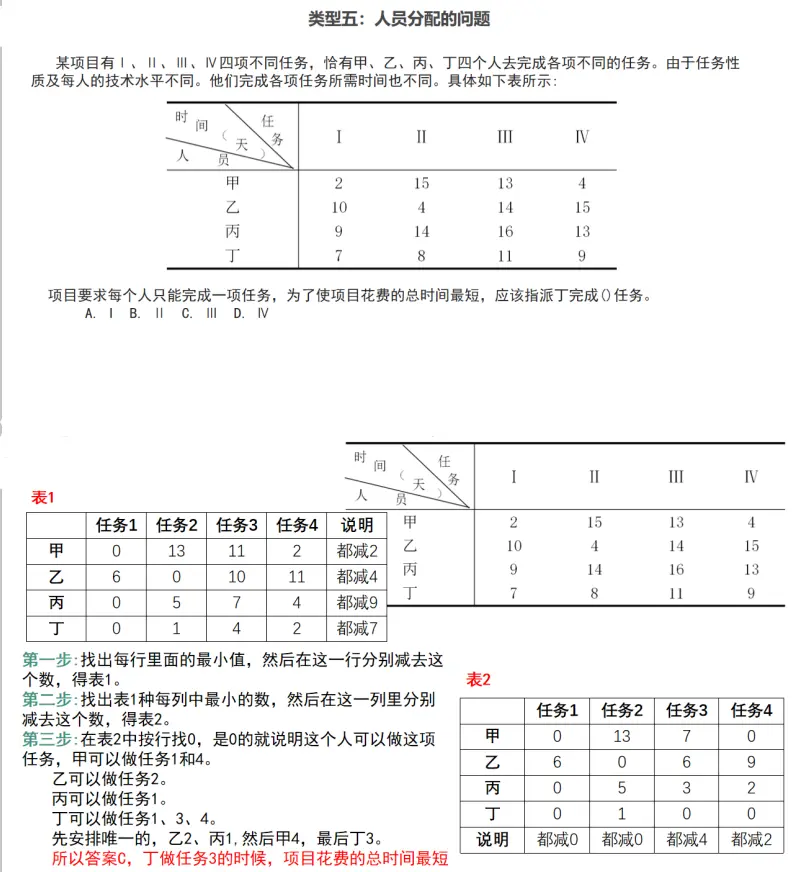 类型五：人员分配的问题
某项目有Ⅰ、Ⅱ、Ⅲ、Ⅳ四项不同任务，恰有甲、乙、丙、丁四个人去完成各项不同的任务。由于任务性
质及每人的技术水平不同。他们完成各项任务所需时间也不同。具体如下表所示：
时间（天） 任务 人员 Ⅰ Ⅱ Ⅲ Ⅳ
甲 2 15 13 4
乙 10 4 14 15
丙 9 14 16 13
丁 7 8 11 9
项目要求每个人只能完成一项任务，为了使项目花费的总时间最短，应该指派丁完成()任务。
A. Ⅰ B. Ⅱ C. Ⅲ D. Ⅳ
时间（天） 任务 人员 Ⅰ Ⅱ Ⅲ Ⅳ
甲 2 15 13 4
乙 10 4 14 15
丙 9 14 16 13
丁 7 8 11 9
表1
任务1 任务2 任务3 任务4 说明
甲 0 13 11 2 都减2
乙 6 0 10 11 都减4
丙 0 5 7 4 都减9
丁 0 1 4 2 都减7
第一步:找出每行里面的最小值，然后在这一行分别减去这
个数，得表1。
第二步:找出表1种每列中最小的数，然后在这一列里分别
减去这个数，得表2。
第三步:在表2中按行找0，是0的就说明这个人可以做这项
任务，甲可以做任务1和4。
乙可以做任务2。
丙可以做任务1。
丁可以做任务1、3、4。
先安排唯一的，乙2、丙1,然后甲4，最后丁3。
所以答案C，丁做任务3的时候，项目花费的总时间最短
表2
任务1 任务2 任务3 任务4
甲 0 13 7 0
乙 6 0 6 9
丙 0 5 3 2
丁 0 1 0 0
说明 都减0 都减0 都减4 都减2